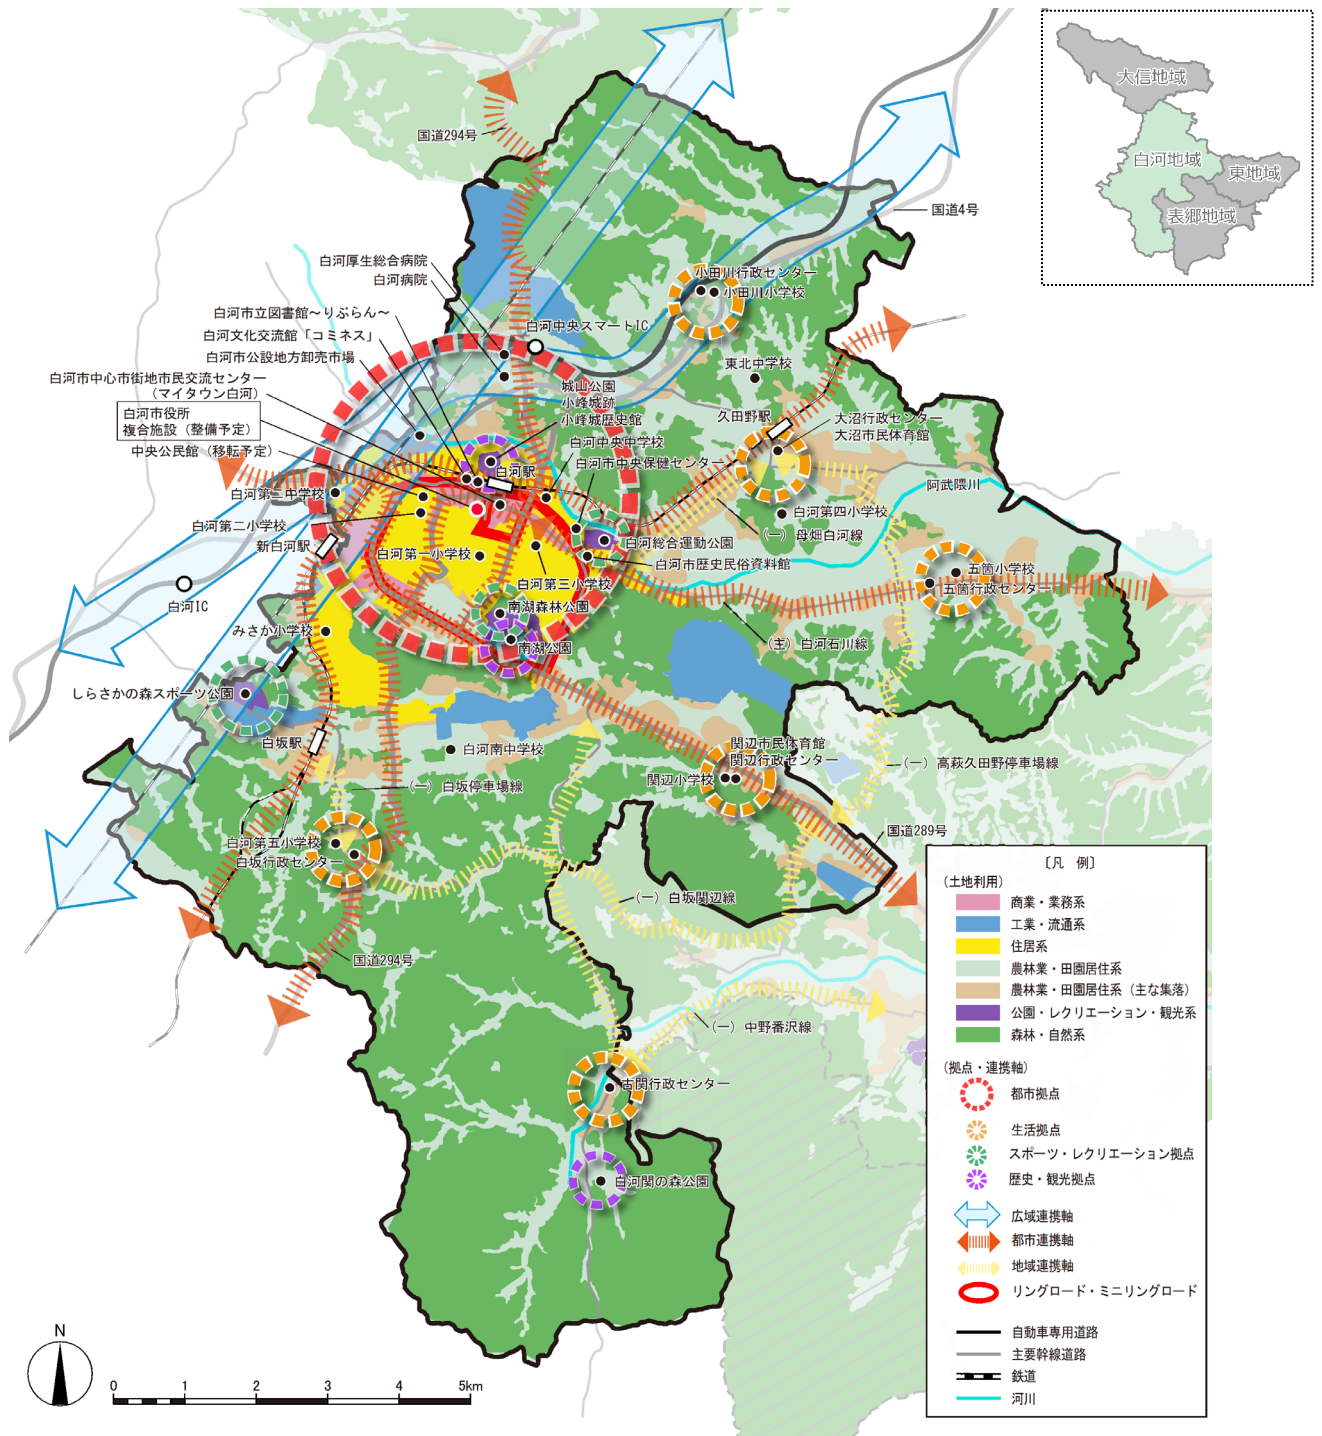 大信地域
白河地域
東地域
表郷地域
国道294号
国道4号
白河厚生総合病院
白河病院
小田川行政センター
小田川小学校
白河市立図書館～りぶらん～
白河中央スマートIC
白河文化交流館「コミネス」
白河市公設地方卸売市場
東北中学校
白河市中心市街地市民交流センター
（マイタウン白河）
城山公園
小峰城跡
小峰城歴史館
白河市役所
複合施設（整備予定）
久田野駅
大沼行政センター
大沼市民体育館
中央公民館（移転予定）
白河中央中学校
白河市中央保健センター
白河駅
阿武隈川
白河第二中学校
白河第四小学校
白河第二小学校
（一）母畑白河線
新白河駅
白河第一小学校
白河総合運動公園
白河市歴史民俗資料館
五箇小学校
五箇行政センター
白河第三小学校
白河IC
南湖森林公園
みさか小学校
南湖公園
（主）白河石川線
しらさかの森スポーツ公園
白坂駅
白河南中学校
関辺市民体育館
関辺行政センター
関辺小学校
（一）高萩久田野停車場線
（一）白坂停車場線
国道289号
白河第五小学校
白坂行政センター
（一）白坂関辺線
国道294号
（一）中野番沢線
古関行政センター
白河関の森公園
〔凡　例〕
（土地利用）
商業・業務系
工業・流通系
住居系
農林業・田園居住系
農林業・田園居住系（主な集落）
公園・レクリエーション・観光系
森林・自然系
（拠点・連携軸）
都市拠点
生活拠点
スポーツ・レクリエーション拠点
歴史・観光拠点
広域連携軸
都市連携軸
地域連携軸
リングロード・ミニリングロード
自動車専用道路
主要幹線道路
鉄道
河川
N
0 1 2 3 4 5km